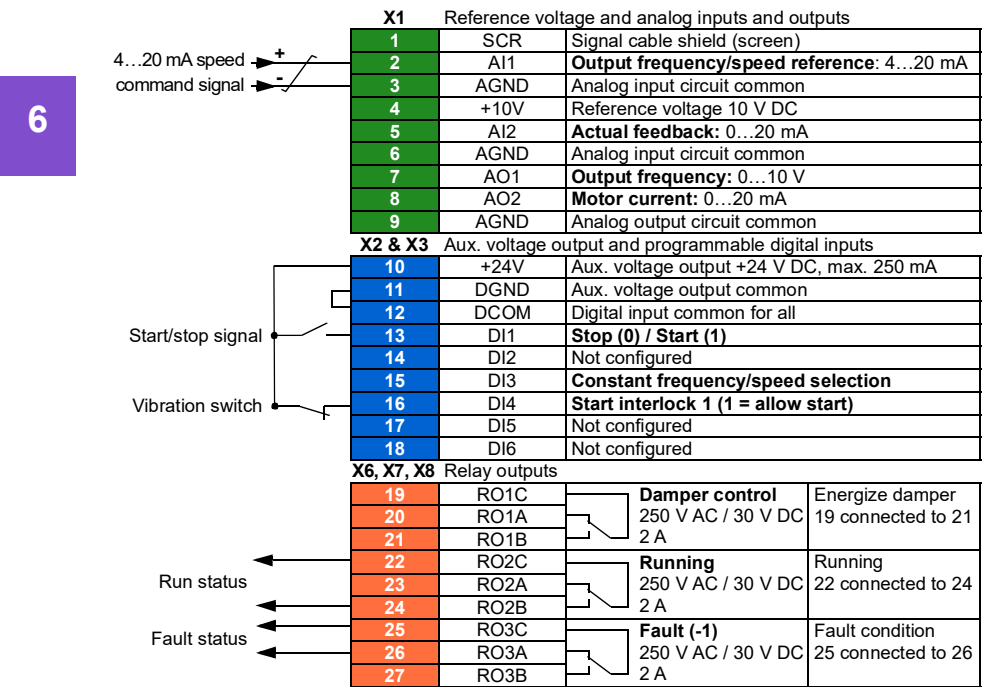 X1 Reference voltage and analog inputs and outputs
1 SCR Signal cable shield (screen)
4…20 mA speed + 2 AI1 Output frequency/speed reference: 4…20 mA
command signal - 3 AGND Analog input circuit common
4 +10V Reference voltage 10 V DC
6
5 AI2 Actual feedback: 0…20 mA
6 AGND Analog input circuit common
7 AO1 Output frequency: 0…10 V
8 AO2 Motor current: 0…20 mA
9 AGND Analog output circuit common
X2 & X3 Aux. voltage output and programmable digital inputs
10 +24V Aux. voltage output +24 V DC, max. 250 mA
11 DGND Aux. voltage output common
12 DCOM Digital input common for all
Start/stop signal 13 DI1 Stop (0) / Start (1)
14 DI2 Not configured
15 DI3 Constant frequency/speed selection
Vibration switch 16 DI4 Start interlock 1 (1 = allow start)
17 DI5 Not configured
18 DI6 Not configured
X6, X7, X8 Relay outputs
19 RO1C Damper control Energize damper
20 RO1A 250 V AC / 30 V DC 19 connected to 21
21 RO1B 2 A
22 RO2C Running Running
Run status 23 RO2A 250 V AC / 30 V DC 22 connected to 24
24 RO2B 2 A
25 RO3C Fault (-1) Fault condition
Fault status 26 RO3A 250 V AC / 30 V DC 25 connected to 26
27 RO3B 2 A